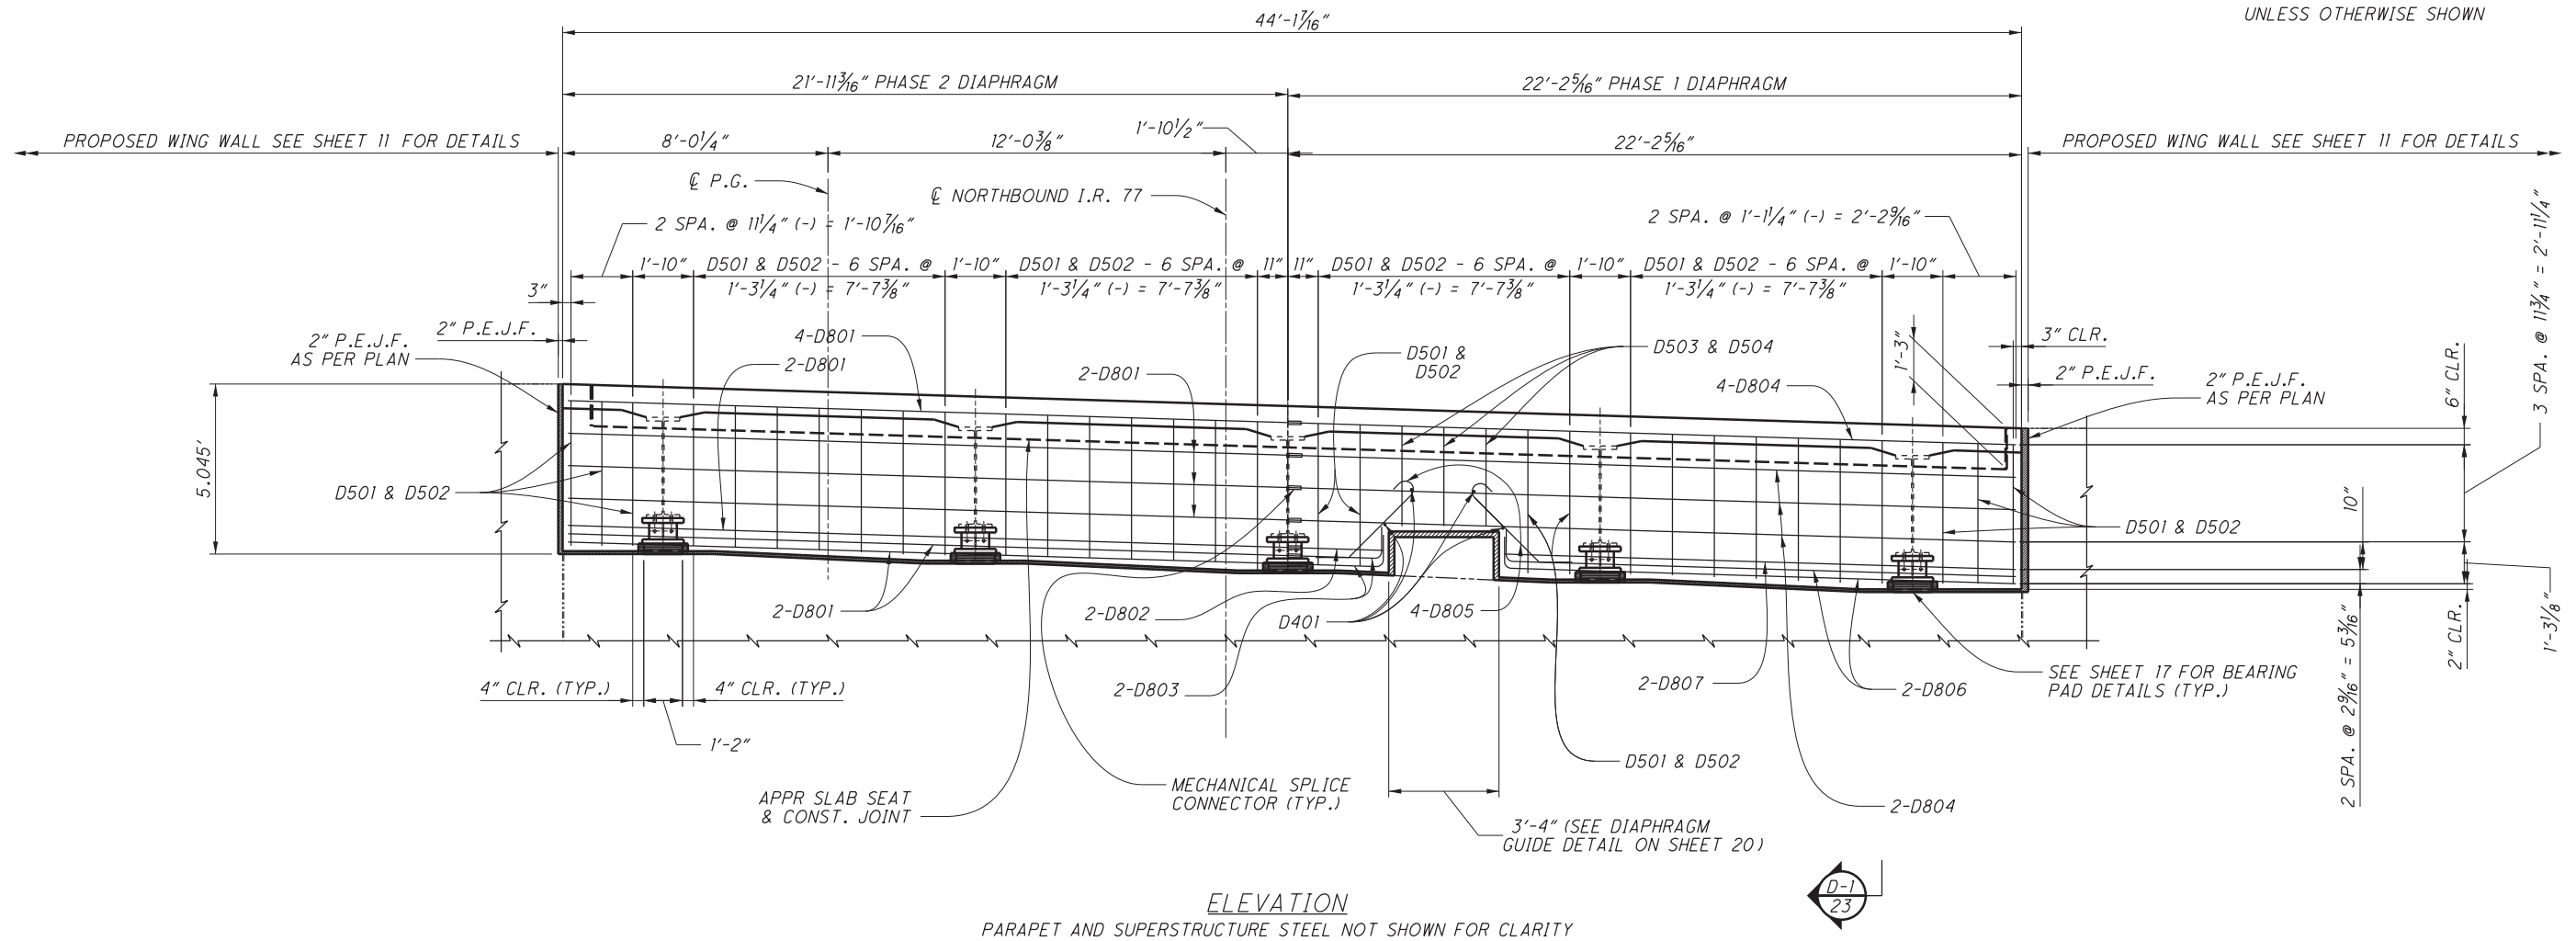 UNLESS OTHERWISE SHOWN
44'-1 7/16"
21'-11 3/16" PHASE 2 DIAPHRAGM
22'-2 5/16" PHASE 1 DIAPHRAGM
PROPOSED WING WALL SEE SHEET 11 FOR DETAILS
8'-0 1/4"
12'-0 3/8"
1'-10 1/2"
22'-2 5/16"
PROPOSED WING WALL SEE SHEET 11 FOR DETAILS
℄ P.G.
℄ NORTHBOUND I.R. 77
2 SPA. @ 11 1/4" (-) = 1'-10 7/16"
2 SPA. @ 1'-1 1/4" (-) = 2'-2 9/16"
3"
1'-10"
D501 & D502 - 6 SPA. @
1'-3 1/4" (-) = 7'-7 3/8"
1'-10"
D501 & D502 - 6 SPA. @
1'-3 1/4" (-) = 7'-7 3/8"
11"
11"
D501 & D502 - 6 SPA. @
1'-3 1/4" (-) = 7'-7 3/8"
1'-10"
D501 & D502 - 6 SPA. @
1'-3 1/4" (-) = 7'-7 3/8"
1'-10"
2" P.E.J.F.
AS PER PLAN
2" P.E.J.F.
4-D801
2-D801
2-D801
D501 &
D502
D503 & D504
4-D804
1'-3"
3" CLR.
2" P.E.J.F.
2" P.E.J.F.
AS PER PLAN
6" CLR.
3 SPA. @ 11 3/4" = 2'-11 1/4"
5.045'
D501 & D502
D501 & D502
10"
2-D801
2-D802
D401
4-D805
2-D803
2-D807
2-D806
2" CLR.
1'-3 1/8"
2 SPA. @ 2 9/16" = 5 3/16"
SEE SHEET 17 FOR BEARING
PAD DETAILS (TYP.)
4" CLR. (TYP.)
4" CLR. (TYP.)
1'-2"
D501 & D502
APPR SLAB SEAT
& CONST. JOINT
MECHANICAL SPLICE
CONNECTOR (TYP.)
2-D804
3'-4" (SEE DIAPHRAGM
GUIDE DETAIL ON SHEET 20)
D-1
23
ELEVATION
PARAPET AND SUPERSTRUCTURE STEEL NOT SHOWN FOR CLARITY